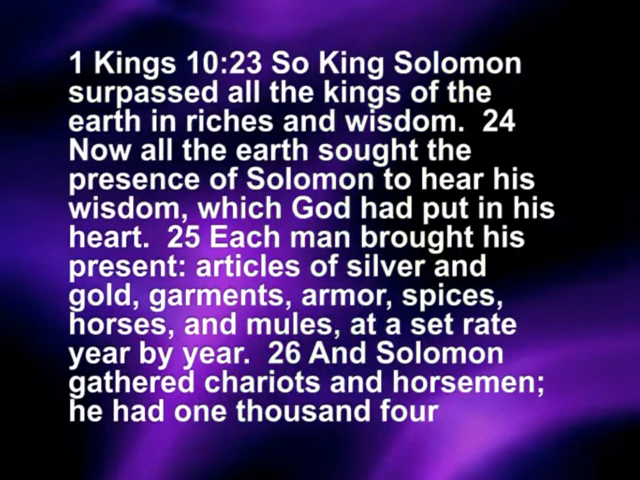 1 Kings 10:23 So King Solomon
surpassed all the kings of the
earth in riches and wisdom.  24
Now all the earth sought the
presence of Solomon to hear his
wisdom, which God had put in his
heart.  25 Each man brought his
present: articles of silver and
gold, garments, armor, spices,
horses, and mules, at a set rate
year by year.  26 And Solomon
gathered chariots and horsemen;
he had one thousand four